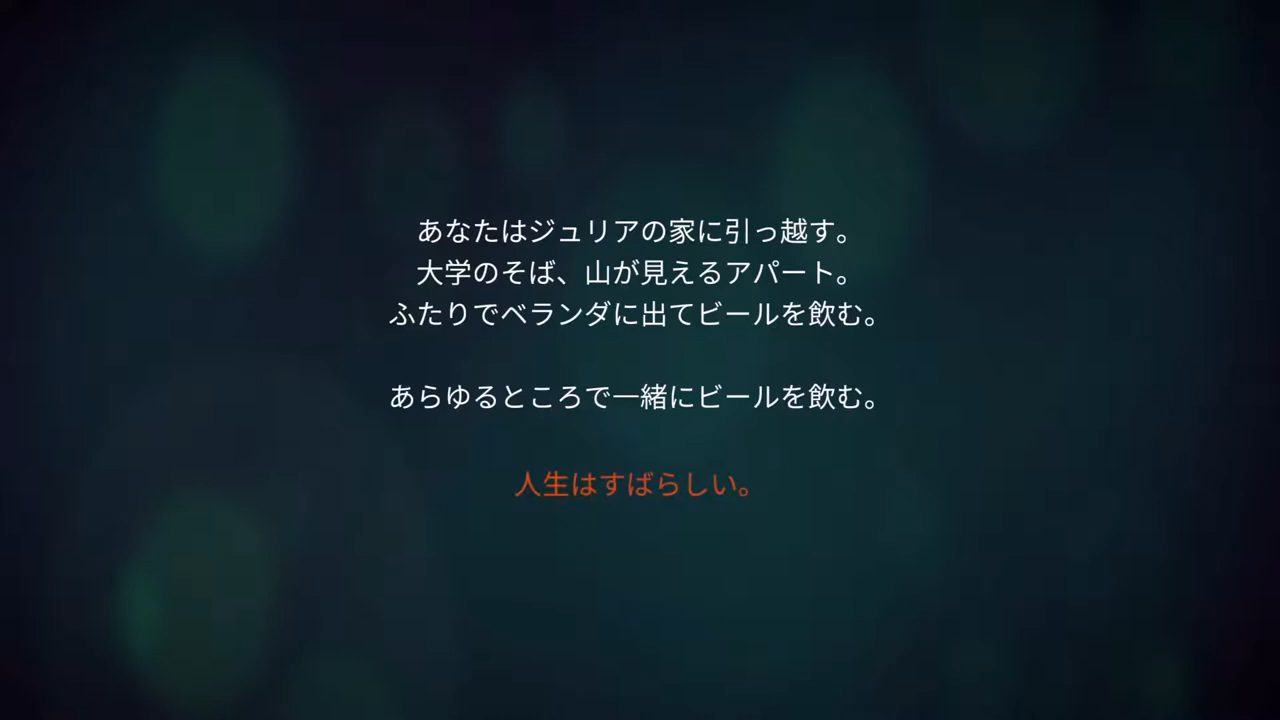 あなたはジュリアの家に引っ越す。
大学のそば、山が見えるアパート。
ふたりでベランダに出てビールを飲む。
あらゆるところで一緒にビールを飲む。
人生はすばらしい。